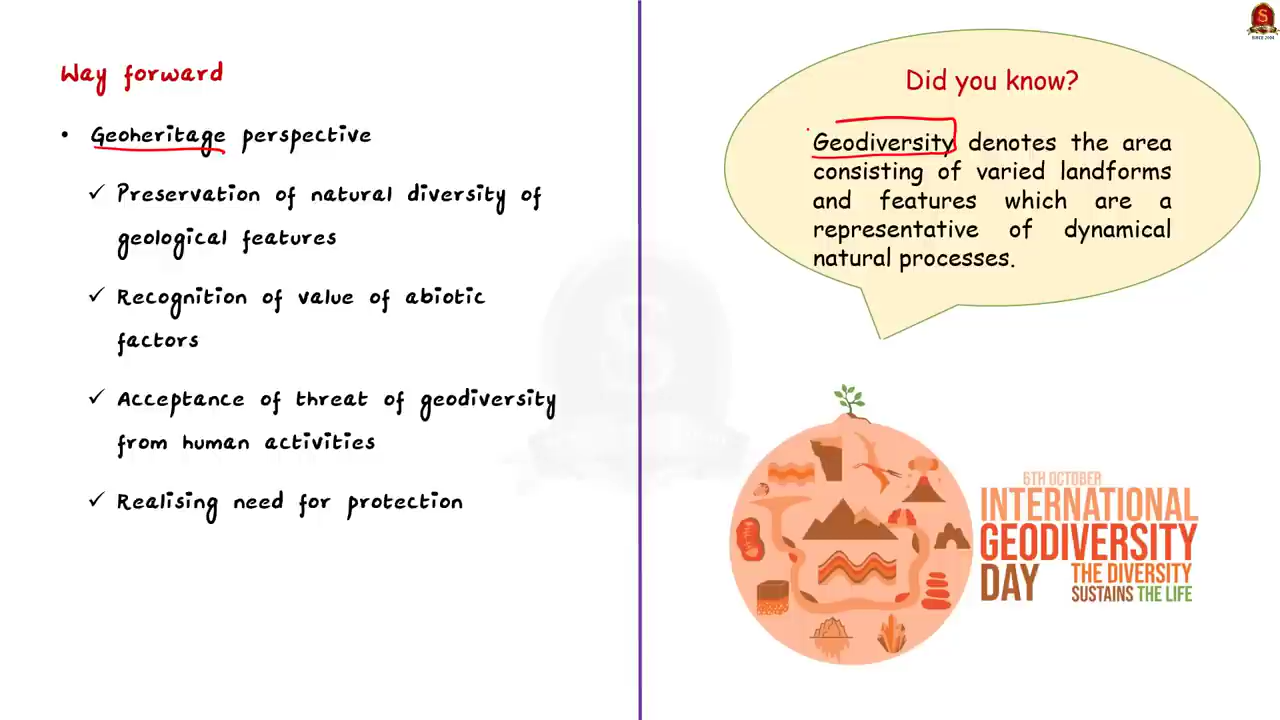 Way forward
• Geoheritage perspective
✓ Preservation of natural diversity of
geological features
✓ Recognition of value of abiotic
factors
✓ Acceptance of threat of geodiversity
from human activities
✓ Realising need for protection
Did you know?
Geodiversity denotes the area
consisting of varied landforms
and features which are a
representative of dynamical
natural processes.
6TH OCTOBER
INTERNATIONAL
GEODIVERSITY
DAY THE DIVERSITY
SUSTAINS THE LIFE
S